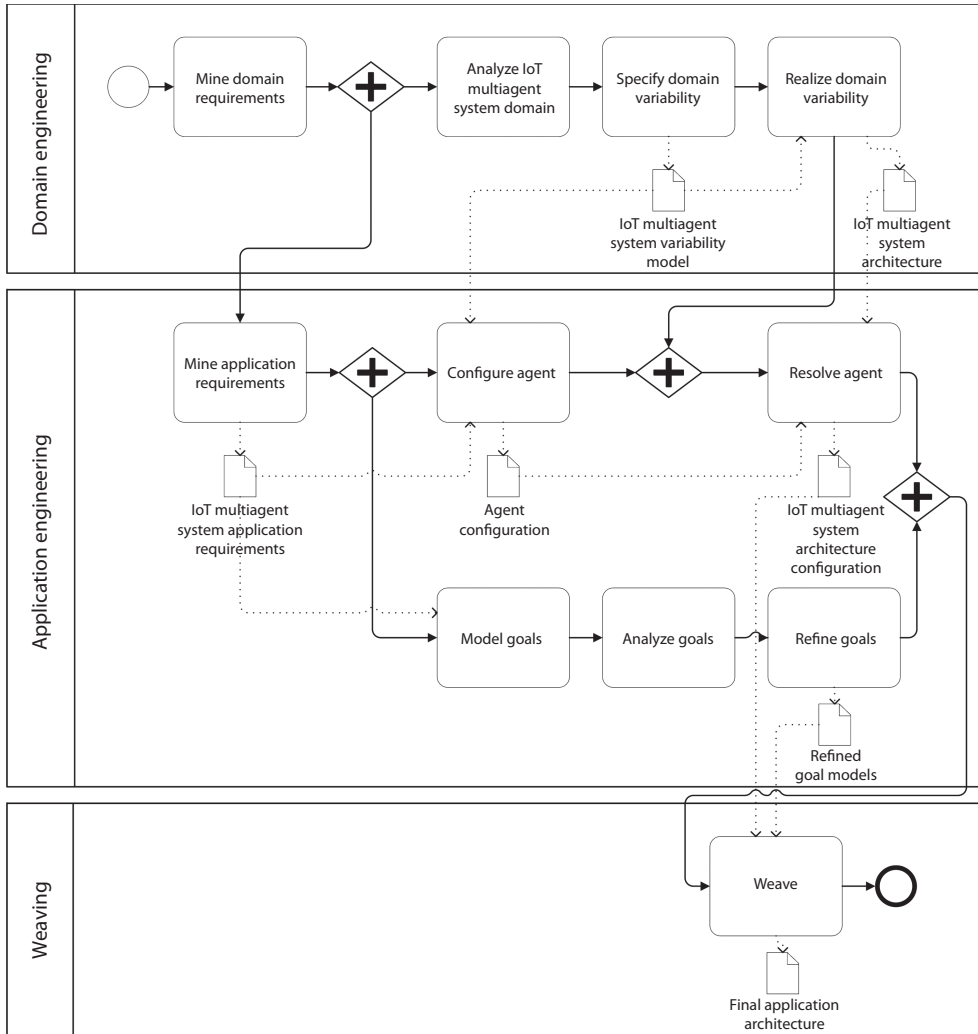 Domain engineering
Mine domain
requirements
Analyze IoT
multiagent
system domain
Specify domain
variability
Realize domain
variability
IoT multiagent
system variability
model
IoT multiagent
system
architecture
Application engineering
Mine application
requirements
Configure agent
Resolve agent
IoT multiagent
system application
requirements
Agent
configuration
IoT multiagent
system
architecture
configuration
Model goals
Analyze goals
Refine goals
Refined
goal models
Weaving
Weave
Final application
architecture